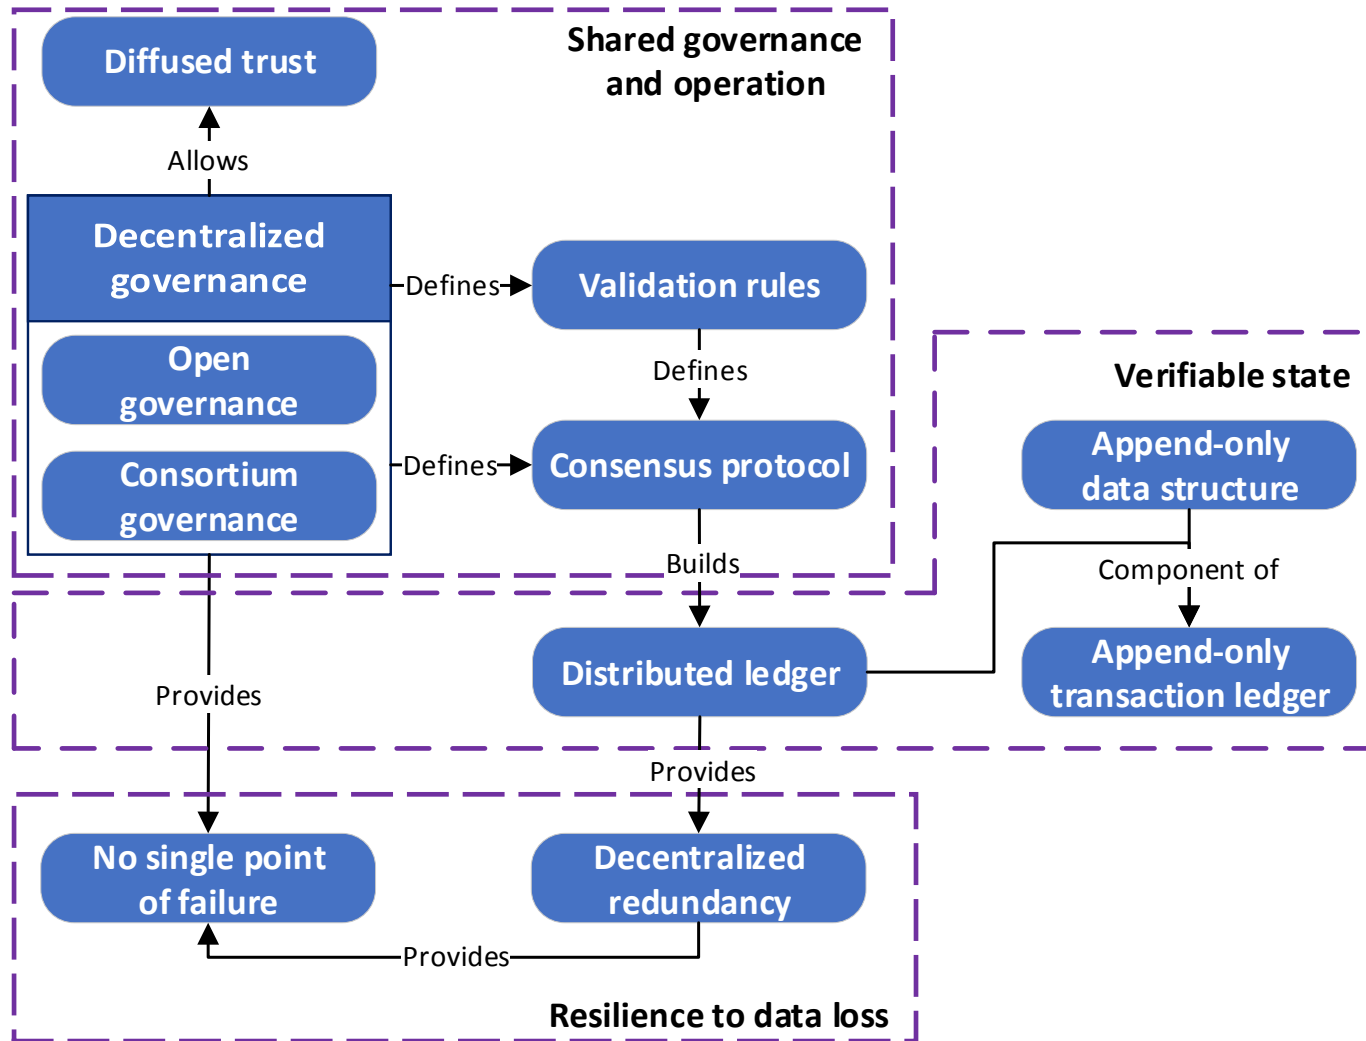 Diffused trust
Shared governance
and operation
Allows
Decentralized
governance
Defines
Validation rules
Open
governance
Defines
Verifiable state
Consortium
governance
Defines
Consensus protocol
Append-only
data structure
Builds
Component of
Provides
Distributed ledger
Append-only
transaction ledger
Provides
No single point
of failure
Decentralized
redundancy
Provides
Resilience to data loss